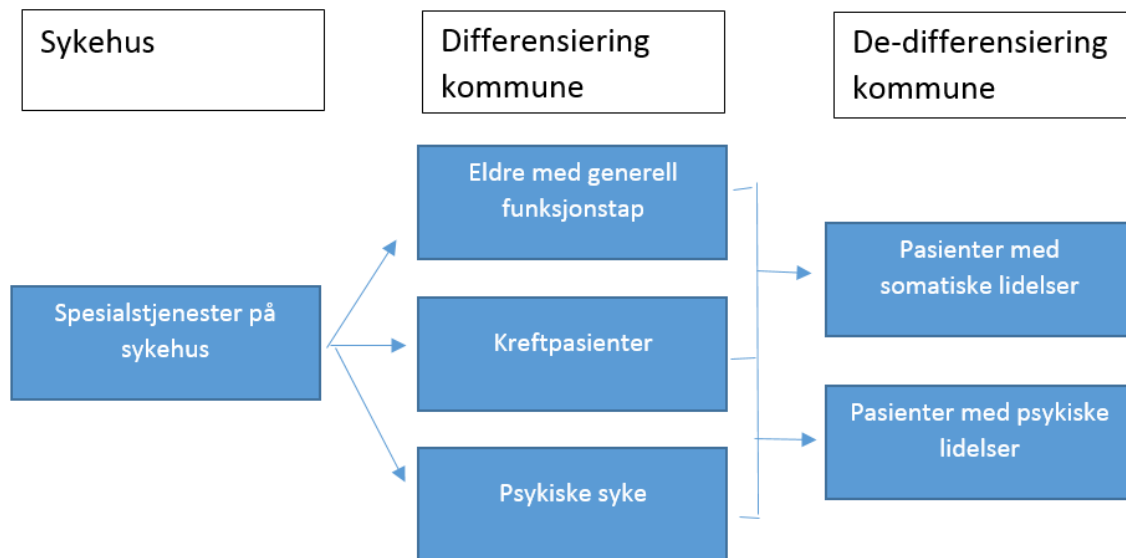 Sykehus
Differensiering
kommune
De-differensiering
kommune
Spesialstjenester på
sykehus
Eldre med generell
funksjonstap
Kreftpasienter
Psykiske syke
Pasienter med
somatiske lidelser
Pasienter med psykiske
lidelser